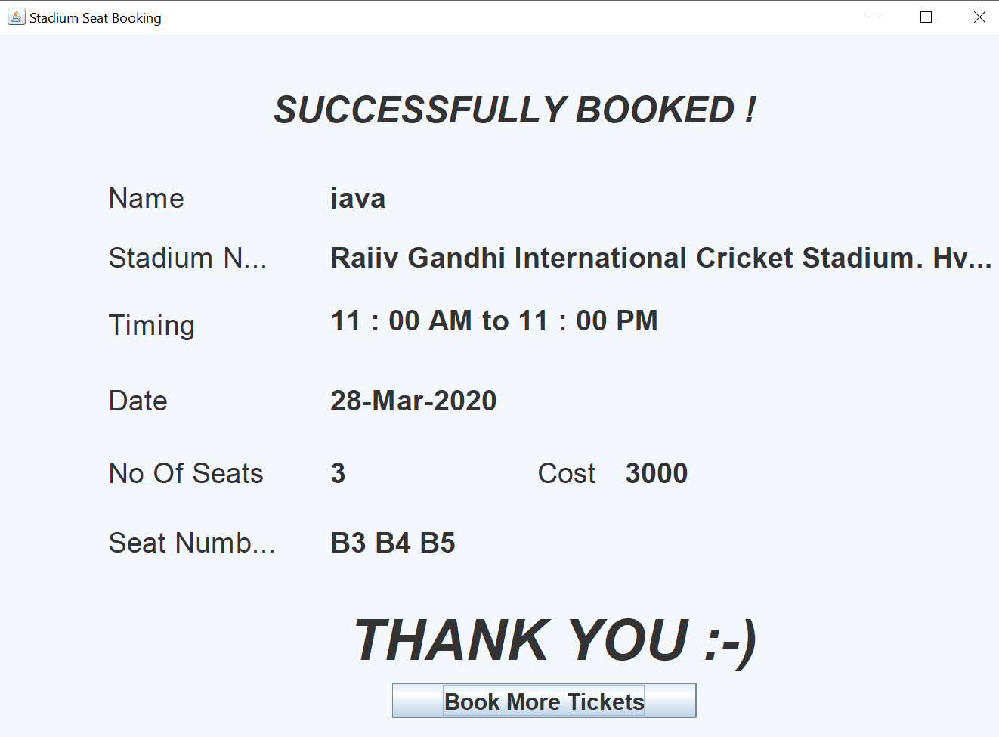 Stadium Seat Booking
SUCCESSFULLY BOOKED !
Name java
Stadium N... Rajiv Gandhi International Cricket Stadium, Hy...
Timing 11 : 00 AM to 11 : 00 PM
Date 28-Mar-2020
No Of Seats 3 Cost 3000
Seat Numb... B3 B4 B5
THANK YOU :-)
Book More Tickets